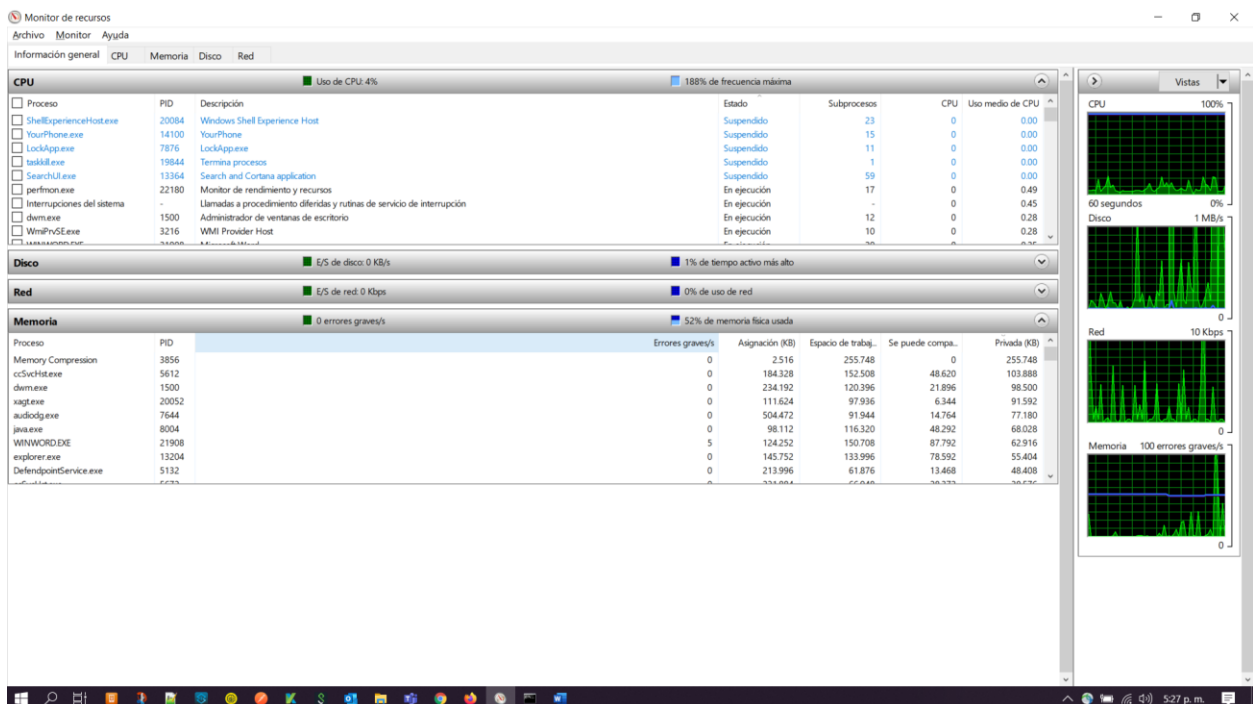 Monitor de recursos
Archivo Monitor Ayuda
Información general CPU Memoria Disco Red
CPU Uso de CPU: 4% 188% de frecuencia máxima
Proceso PID Descripción Estado Subprocesos CPU Uso medio de CPU
ShellExperienceHost.exe 20084 Windows Shell Experience Host Suspendido 23 0 0.00
YourPhone.exe 14100 YourPhone Suspendido 15 0 0.00
LockApp.exe 7876 LockApp.exe Suspendido 11 0 0.00
taskkill.exe 19844 Termina procesos Suspendido 1 0 0.00
SearchUI.exe 13364 Search and Cortana application Suspendido 59 0 0.00
perfmon.exe 22180 Monitor de rendimiento y recursos En ejecución 17 0 0.49
Interrupciones del sistema - Llamadas a procedimiento diferidas y rutinas de servicio de interrupción En ejecución - 0 0.45
dwm.exe 1500 Administrador de ventanas de escritorio En ejecución 12 0 0.28
WmiPrvSE.exe 3216 WMI Provider Host En ejecución 10 0 0.28
Disco E/S de disco: 0 KB/s 1% de tiempo activo más alto
Red E/S de red: 0 Kbps 0% de uso de red
Memoria 0 errores graves/s 52% de memoria física usada
Proceso PID Errores graves/s Asignación (KB) Espacio de trabaj... Se puede compa... Privada (KB)
Memory Compression 3856 0 2.516 255.748 0 255.748
ccSvcHst.exe 5612 0 184.328 152.508 48.620 103.888
dwm.exe 1500 0 234.192 120.396 21.896 98.500
xagt.exe 20052 0 111.624 97.936 6.344 91.592
audiodg.exe 7644 0 504.472 91.944 14.764 77.180
java.exe 8004 0 98.112 116.320 48.292 68.028
WINWORD.EXE 21908 5 124.252 150.708 87.792 62.916
explorer.exe 13204 0 145.752 133.996 78.592 55.404
DefendpointService.exe 5132 0 213.996 61.876 13.468 48.408
Vistas
CPU 100%
60 segundos 0%
Disco 1 MB/s
0
Red 10 Kbps
0
Memoria 100 errores graves/s
0
5:27 p. m.